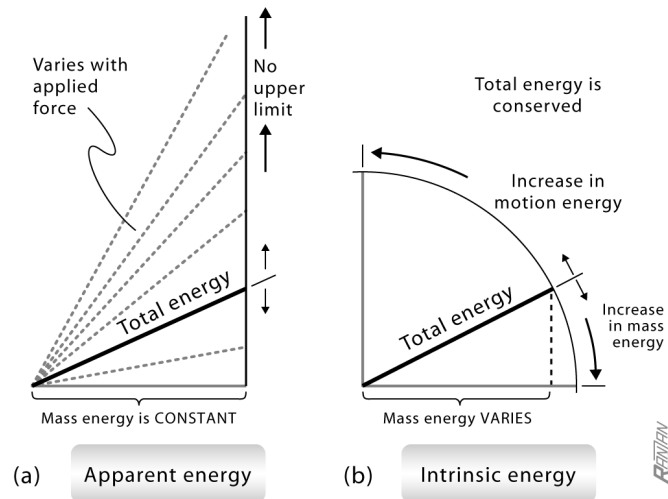 Varies with
applied
force
No
upper
limit
Total energy
Mass energy is CONSTANT
(a)
Apparent energy
Total energy is
conserved
Increase in
motion energy
Total energy
Increase
in mass
energy
Mass energy VARIES
(b)
Intrinsic energy